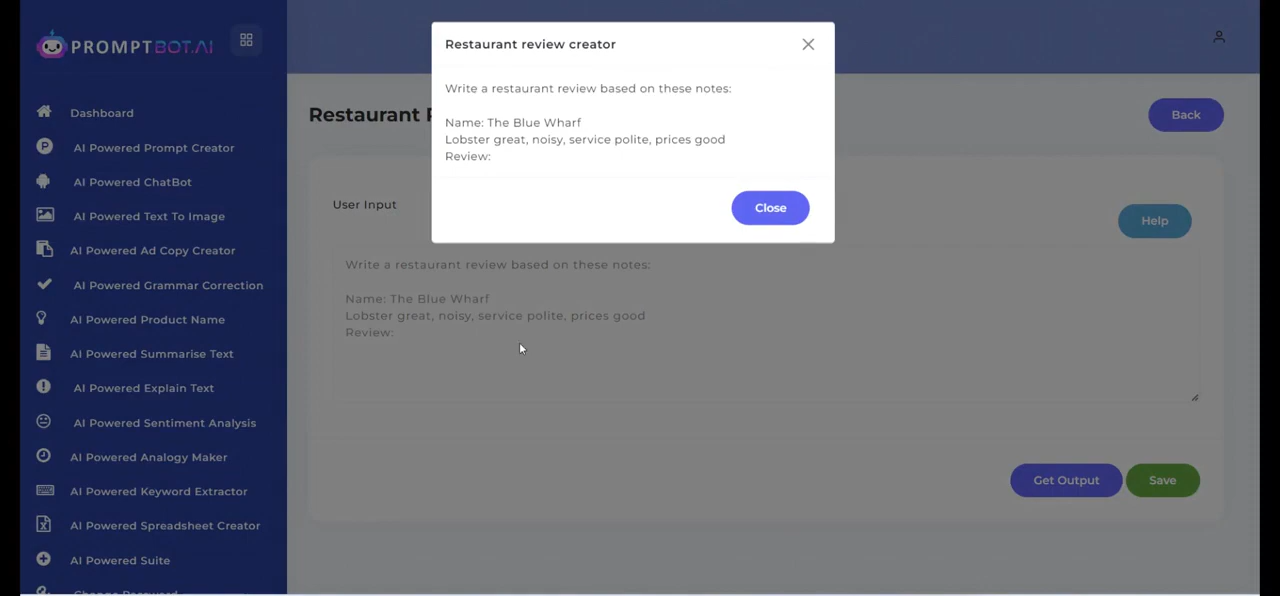 PROMPTBOT.AI
Dashboard
AI Powered Prompt Creator
AI Powered ChatBot
AI Powered Text To Image
AI Powered Ad Copy Creator
AI Powered Grammar Correction
AI Powered Product Name
AI Powered Summarise Text
AI Powered Explain Text
AI Powered Sentiment Analysis
AI Powered Analogy Maker
AI Powered Keyword Extractor
AI Powered Spreadsheet Creator
AI Powered Suite
Change Password
Restaurant review creator
Write a restaurant review based on these notes:
Name: The Blue Wharf
Lobster great, noisy, service polite, prices good
Review:
Close
Restaurant
Back
User Input
Help
Write a restaurant review based on these notes:
Name: The Blue Wharf
Lobster great, noisy, service polite, prices good
Review:
Get Output
Save